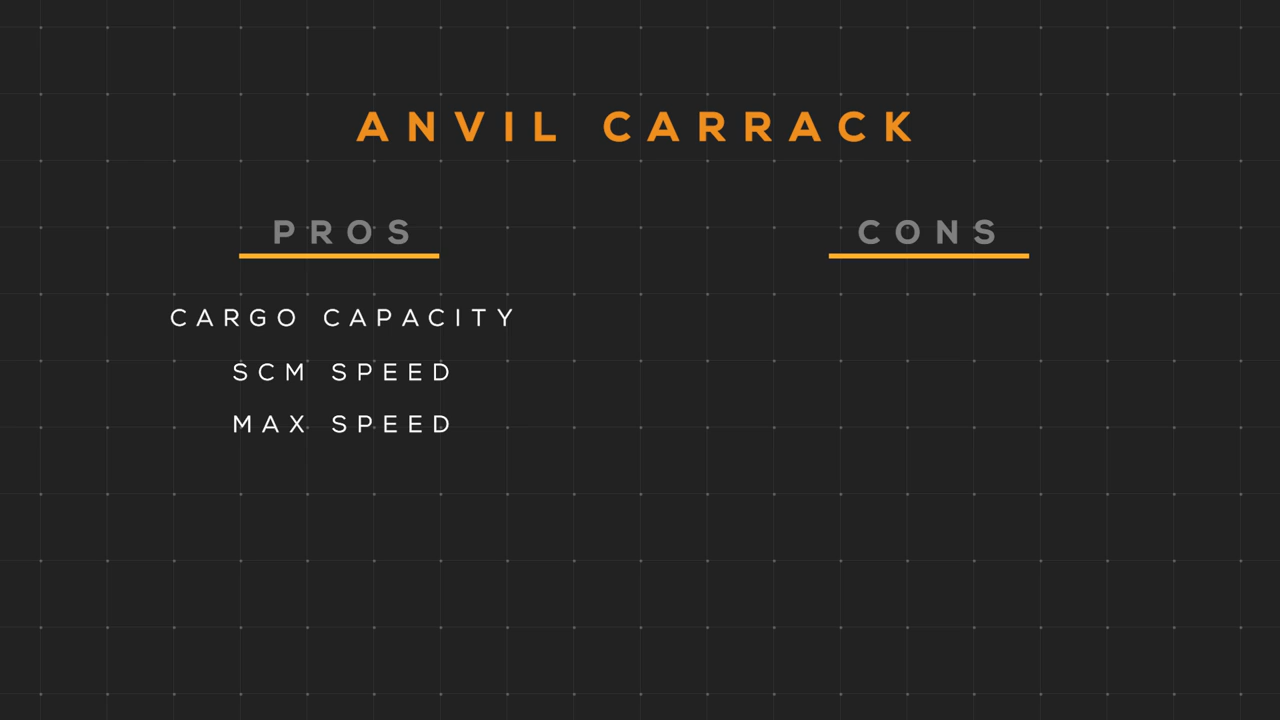 ANVIL CARRACK
PROS
CONS
CARGO CAPACITY
SCM SPEED
MAX SPEED